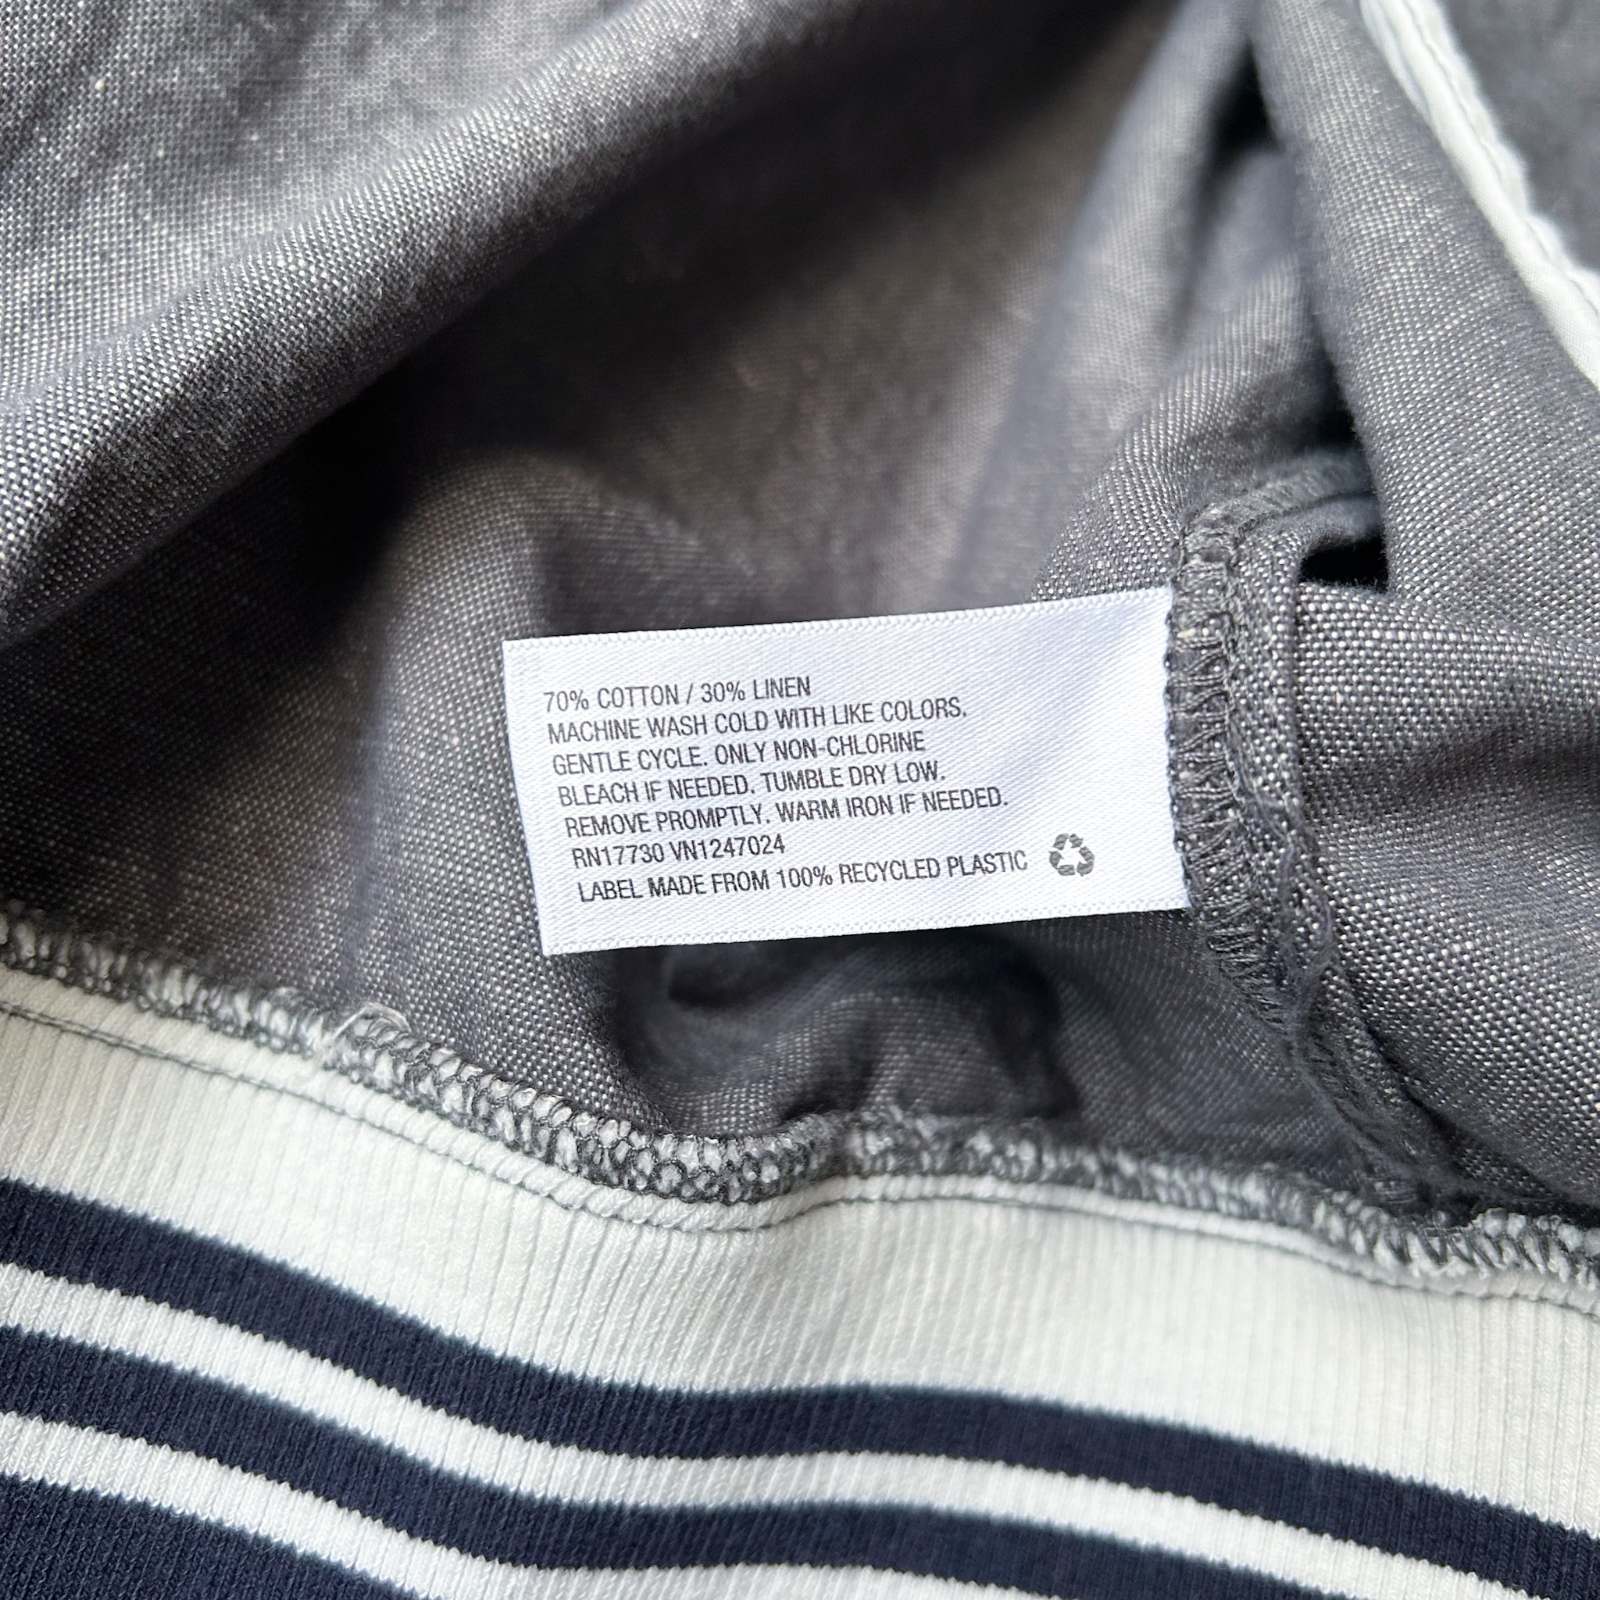 70% COTTON / 30% LINEN
MACHINE WASH COLD WITH LIKE COLORS.
GENTLE CYCLE. ONLY NON-CHLORINE
BLEACH IF NEEDED. TUMBLE DRY LOW.
REMOVE PROMPTLY. WARM IRON IF NEEDED.
RN17730 VN1247024
LABEL MADE FROM 100% RECYCLED PLASTIC